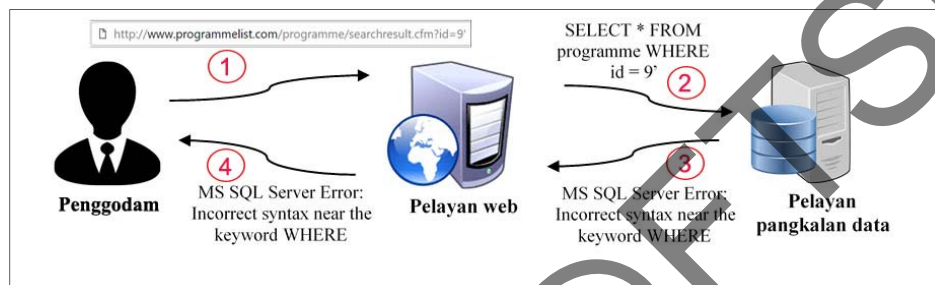 http://www.programmelist.com/programme/searchresult.cfm?id=9'
SELECT * FROM
programme WHERE
id = 9’
1
2
4
3
MS SQL Server Error:
Incorrect syntax near the
keyword WHERE
MS SQL Server Error:
Incorrect syntax near the
keyword WHERE
Penggodam
Pelayan web
Pelayan
pangkalan data